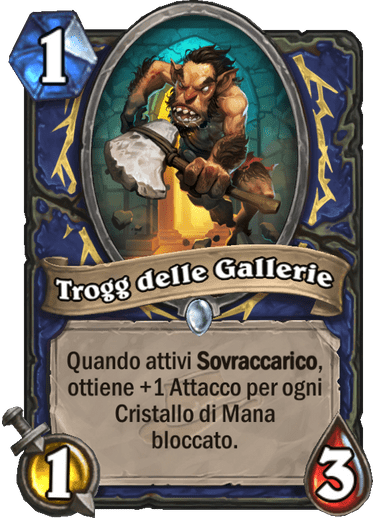 1
Trogg delle Gallerie
Quando attivi Sovraccarico,
ottiene +1 Attacco per ogni
Cristallo di Mana
bloccato.
1
3